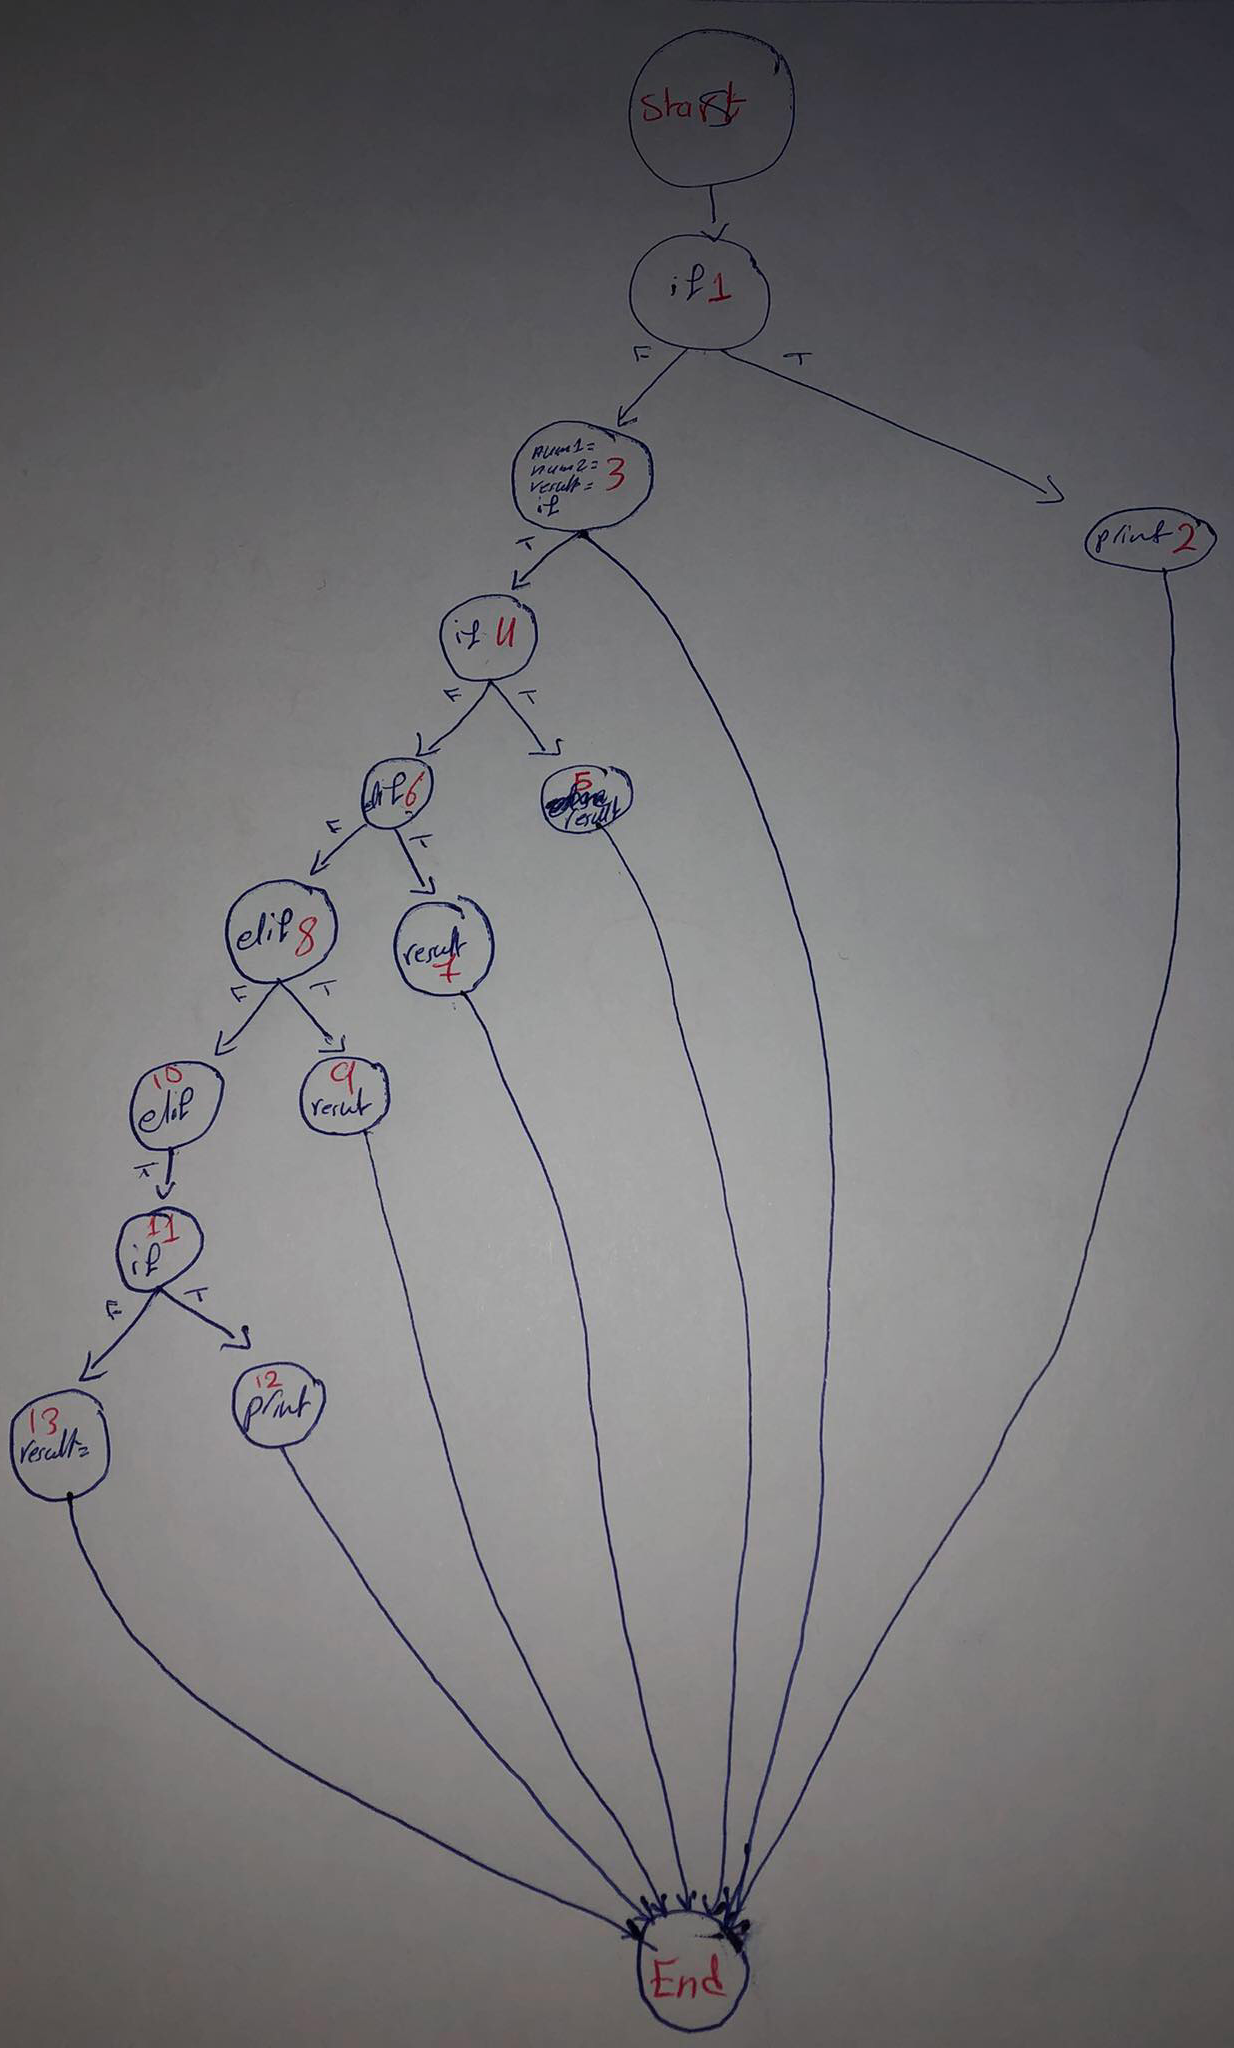 Start
if 1
F T
num1=
num2= 3
result=
if
print 2
T
if 4
F T
elif 6
5
result
F T
elif 8
result
7
F T
10
elif
9
result
T
11
if
F T
12
print
13
result=
End